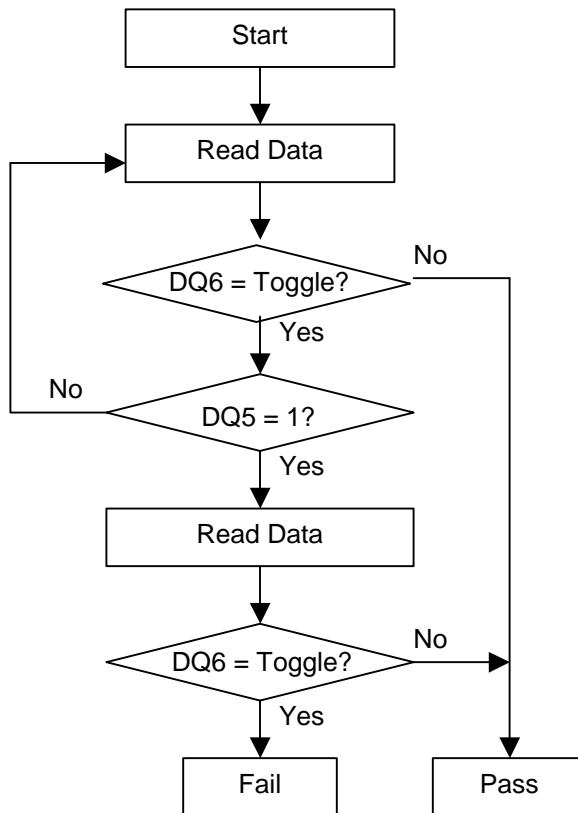 Start
Read Data
No
DQ6 = Toggle?
Yes
No
DQ5 = 1?
Yes
Read Data
No
DQ6 = Toggle?
Yes
Fail
Pass